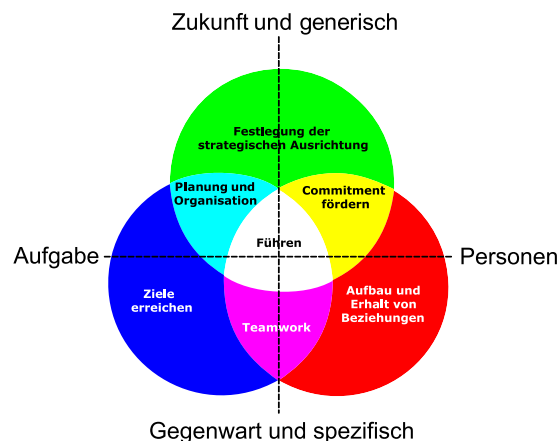 Zukunft und generisch
Festlegung der
strategischen Ausrichtung
Planung und
Organisation
Commitment
fördern
Führen
Aufgabe
Personen
Ziele
erreichen
Aufbau und
Erhalt von
Beziehungen
Teamwork
Gegenwart und spezifisch